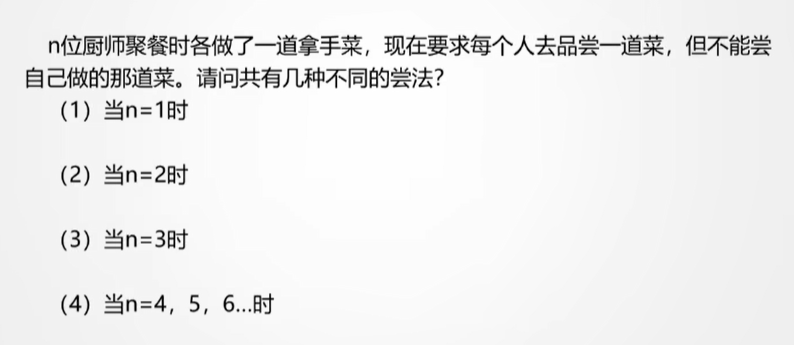 n位厨师聚餐时各做了一道拿手菜，现在要求每个人去品尝一道菜，但不能尝
自己做的那道菜。请问共有几种不同的尝法？
（1）当n=1时
（2）当n=2时
（3）当n=3时
（4）当n=4，5，6...时